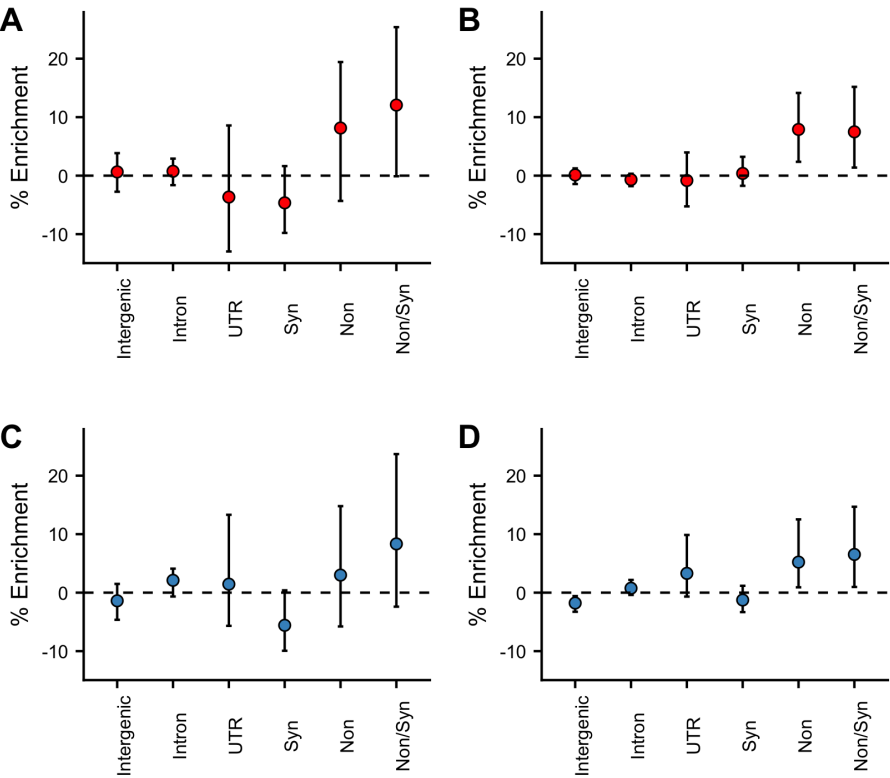 A
% Enrichment
20
10
0
-10
Intergenic
Intron
UTR
Syn
Non
Non/Syn
B
% Enrichment
20
10
0
-10
Intergenic
Intron
UTR
Syn
Non
Non/Syn
C
% Enrichment
20
10
0
-10
Intergenic
Intron
UTR
Syn
Non
Non/Syn
D
% Enrichment
20
10
0
-10
Intergenic
Intron
UTR
Syn
Non
Non/Syn